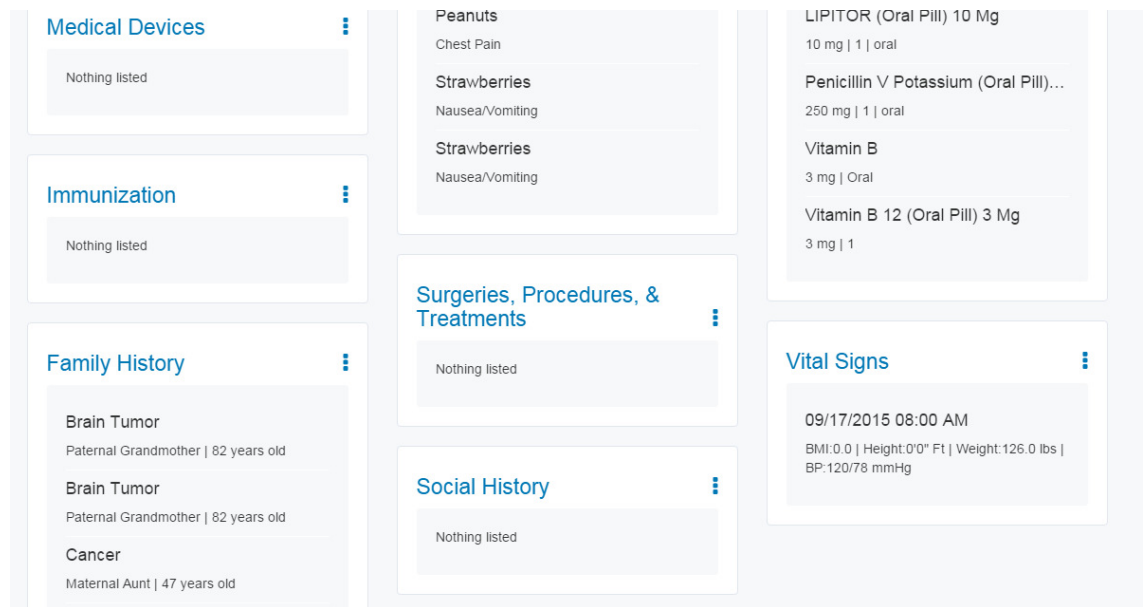 Medical Devices
Nothing listed
Immunization
Nothing listed
Family History
Brain Tumor
Paternal Grandmother | 82 years old
Brain Tumor
Paternal Grandmother | 82 years old
Cancer
Maternal Aunt | 47 years old
Peanuts
Chest Pain
Strawberries
Nausea/Vomiting
Strawberries
Nausea/Vomiting
Surgeries, Procedures, &
Treatments
Nothing listed
Social History
Nothing listed
LIPITOR (Oral Pill) 10 Mg
10 mg | 1 | oral
Penicillin V Potassium (Oral Pill)...
250 mg | 1 | oral
Vitamin B
3 mg | Oral
Vitamin B 12 (Oral Pill) 3 Mg
3 mg | 1
Vital Signs
09/17/2015 08:00 AM
BMI:0.0 | Height:0'0" Ft | Weight:126.0 lbs |
BP:120/78 mmHg